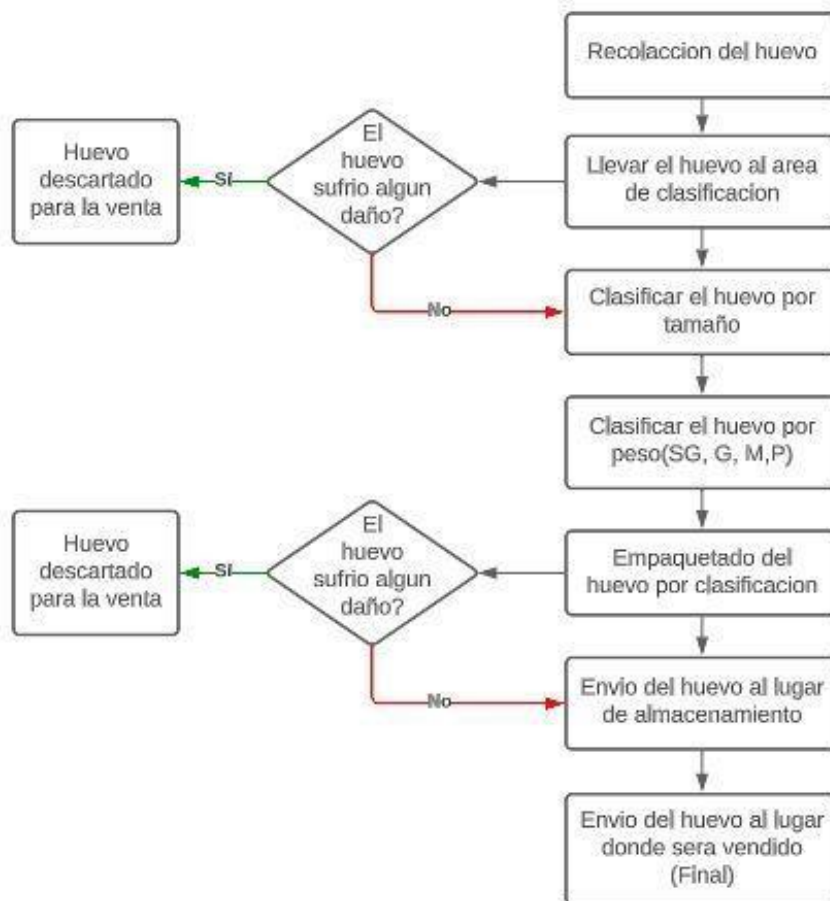 Recolaccion del huevo
Llevar el huevo al area
de clasificacion
El
huevo
sufrio algun
daño?
Sí
Huevo
descartado
para la venta
No
Clasificar el huevo por
tamaño
Clasificar el huevo por
peso(SG, G, M,P)
Empaquetado del
huevo por clasificacion
El
huevo
sufrio algun
daño?
Sí
Huevo
descartado
para la venta
No
Envio del huevo al lugar
de almacenamiento
Envio del huevo al lugar
donde sera vendido
(Final)